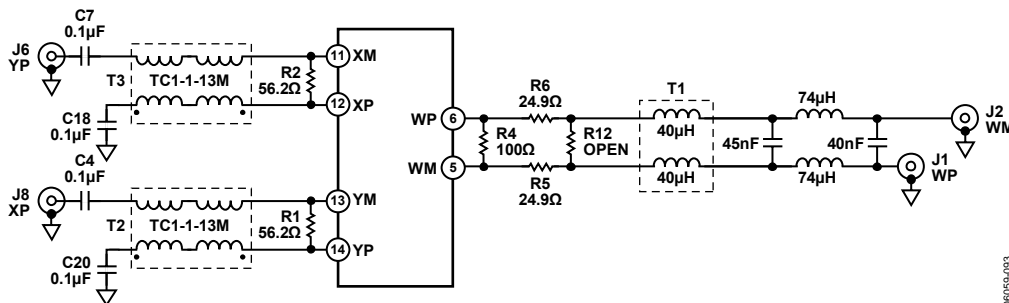 C7
0.1µF
J6
YP
T3
TC1-1-13M
R2
56.2Ω
11 XM
12 XP
C18
0.1µF
C4
0.1µF
J8
XP
T2
TC1-1-13M
R1
56.2Ω
13 YM
14 YP
C20
0.1µF
WP 6
WM 5
R4
100Ω
R6
24.9Ω
R12
OPEN
R5
24.9Ω
T1
40µH
40µH
45nF
74µH
74µH
40nF
J2
WM
J1
WP
06059-093